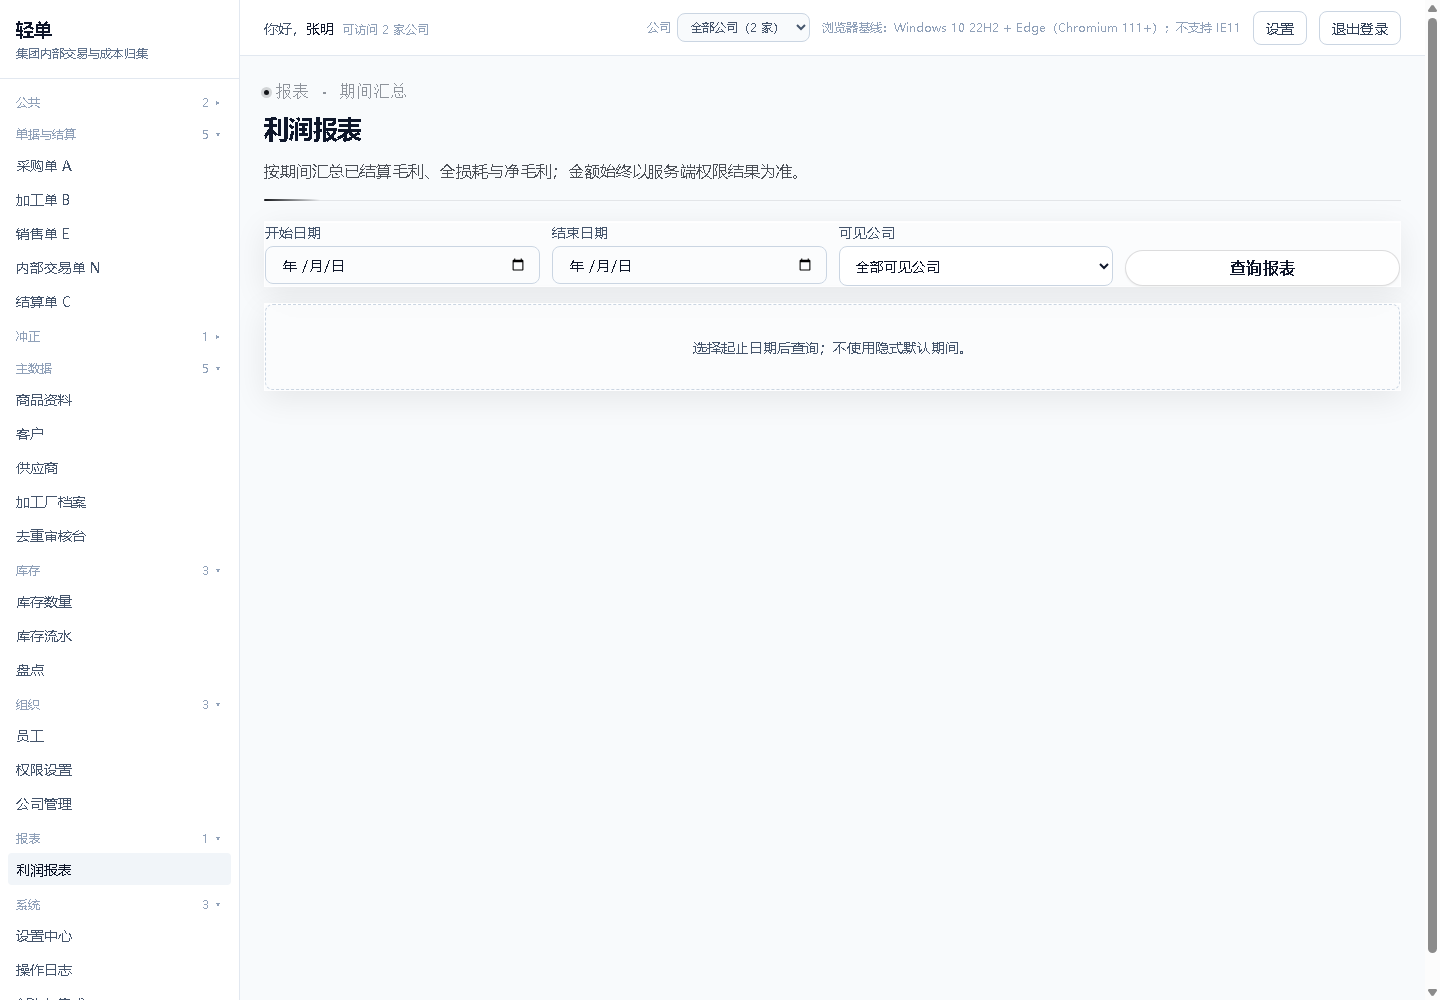 轻单
集团内部交易与成本归集
公共 2
单据与结算 5
采购单 A
加工单 B
销售单 E
内部交易单 N
结算单 C
冲正 1
主数据 5
商品资料
客户
供应商
加工厂档案
去重审核台
库存 3
库存数量
库存流水
盘点
组织 3
员工
权限设置
公司管理
报表 1
利润报表
系统 3
设置中心
操作日志
你好，张明 可访问 2 家公司
公司 全部公司（2 家） 浏览器基线：Windows 10 22H2 + Edge（Chromium 111+）；不支持 IE11 设置 退出登录
报表 · 期间汇总
利润报表
按期间汇总已结算毛利、全损耗与净毛利；金额始终以服务端权限结果为准。
开始日期 结束日期 可见公司
年 /月/日 年 /月/日 全部可见公司 查询报表
选择起止日期后查询；不使用隐式默认期间。